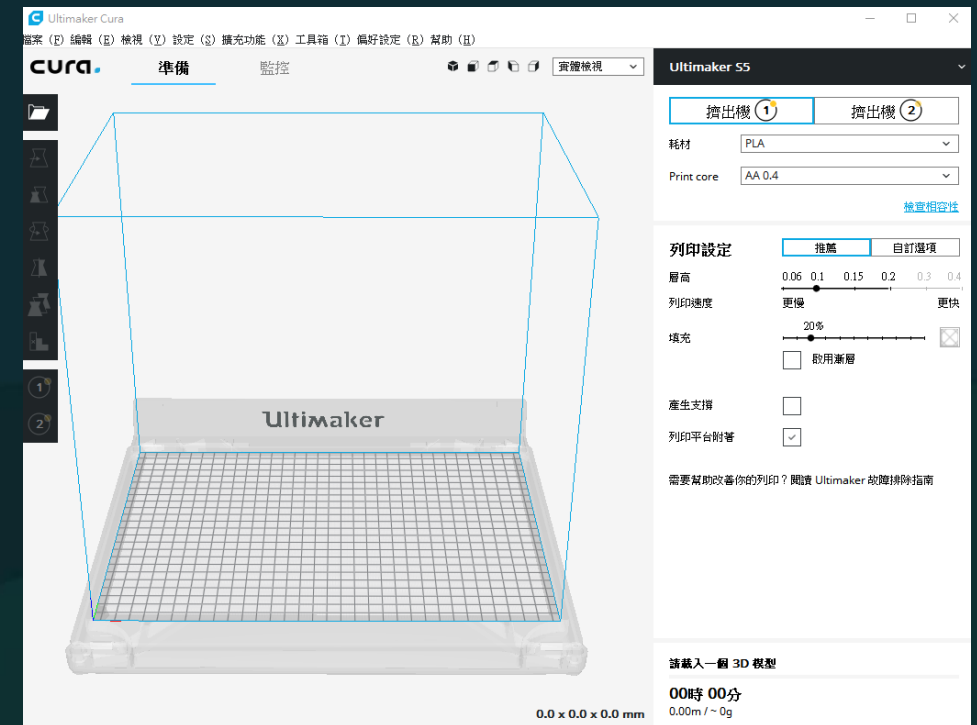 Ultimaker Cura
檔案 (F) 編輯 (E) 檢視 (V) 設定 (S) 擴充功能 (X) 工具箱 (T) 偏好設定 (R) 幫助 (H)
cura.
準備
監控
實體檢視
Ultimaker S5
擠出機 1
擠出機 2
耗材
PLA
Print core
AA 0.4
檢查相容性
列印設定
推薦
自訂選項
層高
0.06 0.1 0.15 0.2 0.3 0.4
列印速度
更慢
更快
20%
填充
啟用漸層
產生支撐
列印平台附著
需要幫助改善你的列印？閱讀 Ultimaker 故障排除指南
1
2
Ultimaker
請載入一個 3D 模型
00時 00分
0.00m / ~ 0g
0.0 x 0.0 x 0.0 mm